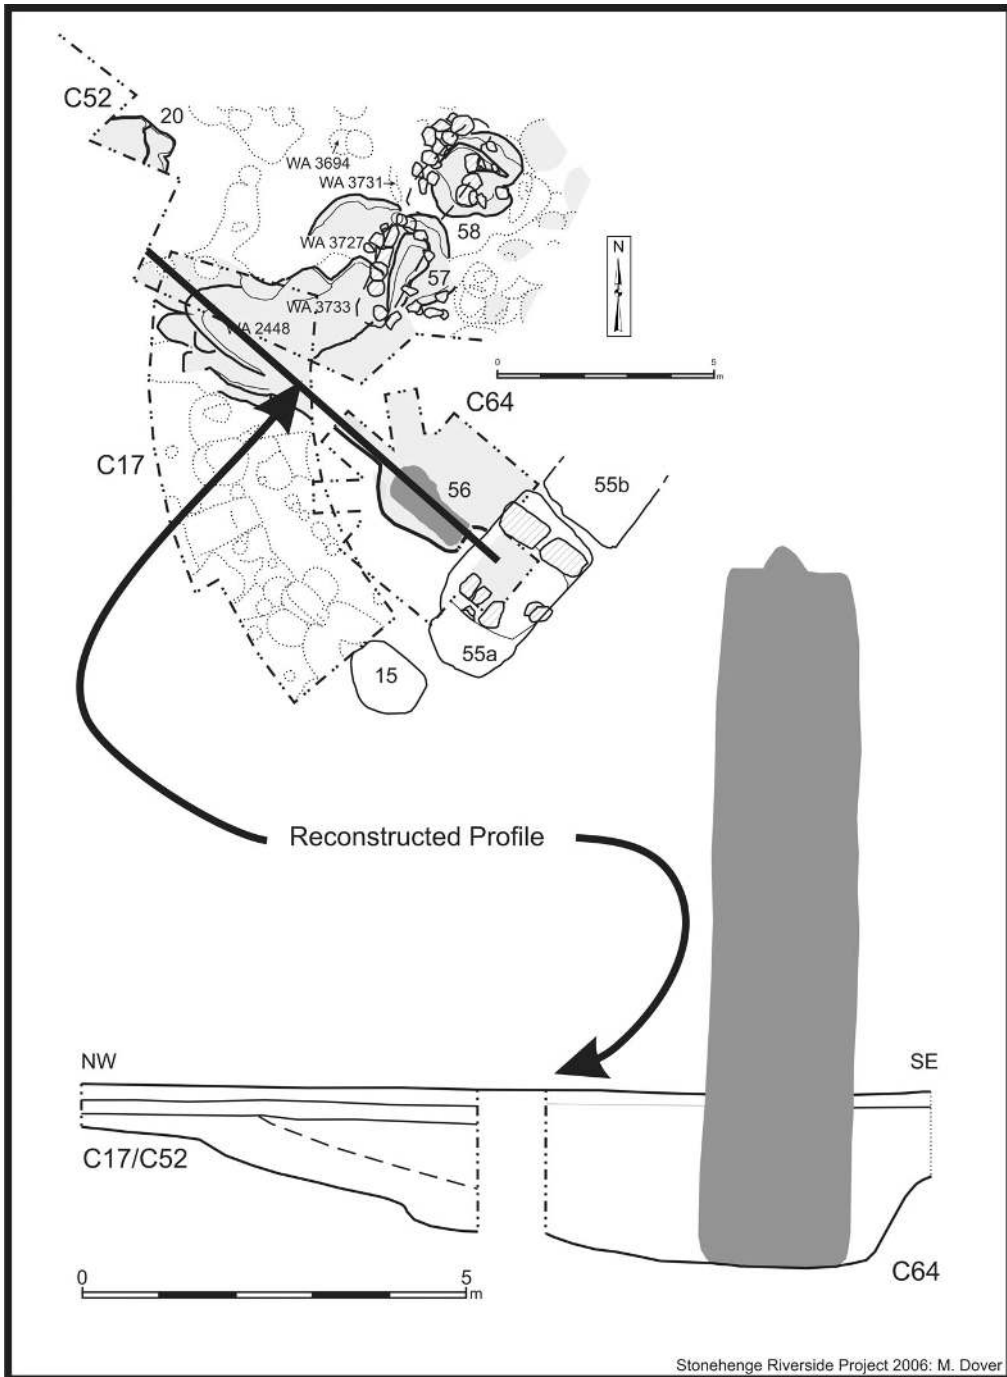 C52
20
WA 3694
WA 3731
58
WA 3727
57
N
WA 3733
WA 2448
0 5
m
C64
C17
56
55b
55a
15
Reconstructed Profile
NW
SE
C17/C52
C64
0 5
m
Stonehenge Riverside Project 2006: M. Dover